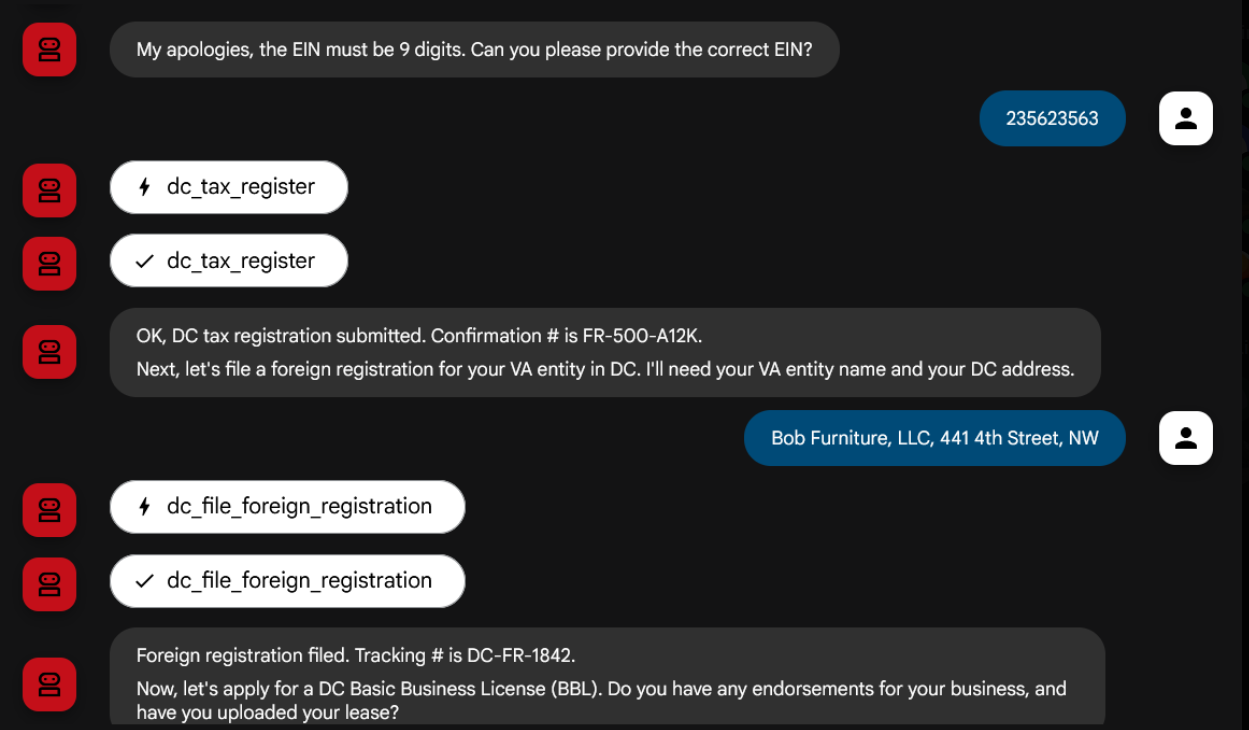 My apologies, the EIN must be 9 digits. Can you please provide the correct EIN?
235623563
dc_tax_register
dc_tax_register
OK, DC tax registration submitted. Confirmation # is FR-500-A12K.
Next, let's file a foreign registration for your VA entity in DC. I'll need your VA entity name and your DC address.
Bob Furniture, LLC, 441 4th Street, NW
dc_file_foreign_registration
dc_file_foreign_registration
Foreign registration filed. Tracking # is DC-FR-1842.
Now, let's apply for a DC Basic Business License (BBL). Do you have any endorsements for your business, and
have you uploaded your lease?